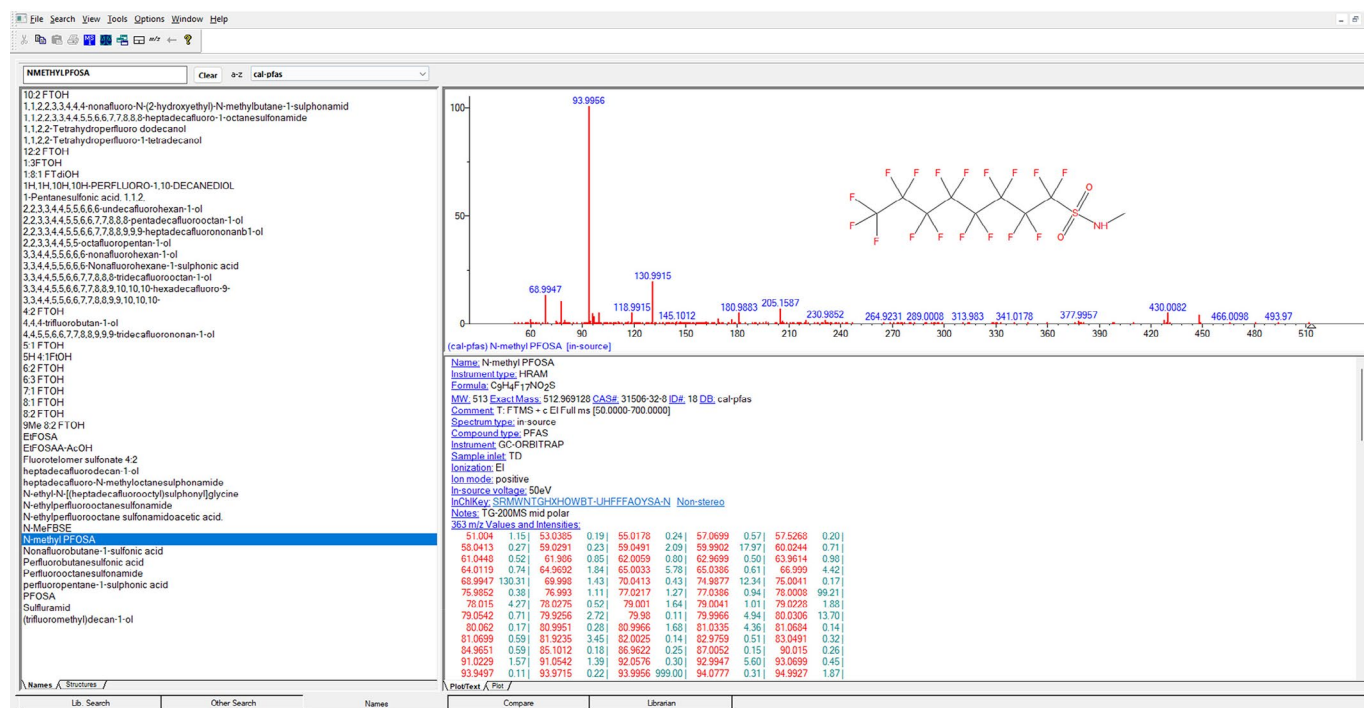 File Search View Tools Options Window Help
NMETHYLPFOSA Clear a-z cal-pfas
10:2 FTOH
1,1,2,2,3,3,4,4,4-nonafluoro-N-(2-hydroxyethyl)-N-methylbutane-1-sulphonamid
1,1,2,2,3,3,4,4,5,5,6,6,7,7,8,8,8-heptadecafluoro-1-octanesulfonamide
1,1,2,2-Tetrahydroperfluoro dodecanol
1,1,2,2-Tetrahydroperfluoro-1-tetradecanol
12:2 FTOH
1:3FTOH
1:8:1 FTdiOH
1H,1H,10H,10H-PERFLUORO-1,10-DECANEDIOL
1-Pentanesulfonic acid. 1.1.2.
2,2,3,3,4,4,5,5,6,6,6-undecafluorohexan-1-ol
2,2,3,3,4,4,5,5,6,6,7,7,8,8,8-pentadecafluorooctan-1-ol
2,2,3,3,4,4,5,5,6,6,7,7,8,8,9,9,9-heptadecafluorononanb1-ol
2,2,3,3,4,4,5,5-octafluoropentan-1-ol
3,3,4,4,5,5,6,6,6-nonafluorohexan-1-ol
3,3,4,4,5,5,6,6,6-Nonafluorohexane-1-sulphonic acid
3,3,4,4,5,5,6,6,7,7,8,8,8-tridecafluorooctan-1-ol
3,3,4,4,5,5,6,6,7,7,8,8,9,9,10,10,10-hexadecafluoro-9-
3,3,4,4,5,5,6,6,7,7,8,8,9,9,10,10,10-
4:2 FTOH
4,4,4-trifluorobutan-1-ol
4,4,5,5,6,6,7,7,8,8,9,9,9-tridecafluorononan-1-ol
5:1 FTOH
5H 4:1FtOH
6:2 FTOH
6:3 FTOH
7:1 FTOH
8:1 FTOH
8:2 FTOH
9Me 8:2 FTOH
EtFOSA
EtFOSAA-AcOH
Fluorotelomer sulfonate 4:2
heptadecafluorodecan-1-ol
heptadecafluoro-N-methyloctanesulphonamide
N-ethyl-N-[(heptadecafluorooctyl)sulphonyl]glycine
N-ethylperfluorooctanesulfonamide
N-ethylperfluorooctane sulfonamidoacetic acid.
N-MeFBSE
N-methyl PFOSA
Nonafluorobutane-1-sulfonic acid
Perfluorobutanesulfonic acid
Perfluorooctanesulfonamide
perfluoropentane-1-sulphonic acid
PFOSA
Sulfluramid
(trifluoromethyl)decan-1-ol
Names Structures
100
50
0
93.9956
68.9947
118.9915
130.9915
145.1012
180.9883
205.1587
230.9852
264.9231
289.0008
313.983
341.0178
377.9957
430.0082
466.0098
493.97
F F F F F F F F
F O
F S NH
F F F F F F F O
60 90 120 150 180 210 240 270 300 330 360 390 420 450 480 510
(cal-pfas) N-methyl PFOSA [in-source]
Name: N-methyl PFOSA
Instrument type: HRAM
Formula: C9H4F17NO2S
MW: 513 Exact Mass: 512.969128 CAS#: 31506-32-8 ID#: 18 DB: cal-pfas
Comment: T: FTMS + c EI Full ms [50.0000-700.0000]
Spectrum type: in-source
Compound type: PFAS
Instrument: GC-ORBITRAP
Sample inlet: TD
Ionization: EI
Ion mode: positive
In-source voltage: 50eV
InChIKey: SRMWNTGHXHOWBT-UHFFFAOYSA-N Non-stereo
Notes: TG-200MS mid polar
363 m/z Values and Intensities:
51.004 1.15 | 53.0385 0.19 | 55.0178 0.24 | 57.0699 0.57 | 57.5268 0.20 |
58.0413 0.27 | 59.0291 0.23 | 59.0491 2.09 | 59.9902 17.97 | 60.0244 0.71 |
61.0448 0.52 | 61.986 0.85 | 62.0059 0.80 | 62.9699 0.50 | 63.9614 0.98 |
64.0119 0.74 | 64.9692 1.84 | 65.0033 5.78 | 65.0386 0.61 | 66.999 4.42 |
68.9947 130.31 | 69.998 1.43 | 70.0413 0.43 | 74.9877 12.34 | 75.0041 0.17 |
75.9852 0.38 | 76.993 1.11 | 77.0217 1.27 | 77.0386 0.94 | 78.0008 99.21 |
78.015 4.27 | 78.0275 0.52 | 79.001 1.64 | 79.0041 1.01 | 79.0228 1.88 |
79.0542 0.71 | 79.9256 2.72 | 79.98 0.11 | 79.9966 4.94 | 80.0306 13.70 |
80.062 0.17 | 80.9951 0.28 | 80.9966 1.68 | 81.0335 4.36 | 81.0684 0.14 |
81.0699 0.59 | 81.9235 3.45 | 82.0025 0.14 | 82.9759 0.51 | 83.0491 0.32 |
84.9651 0.59 | 85.1012 0.18 | 86.9622 0.25 | 87.0052 0.15 | 90.015 0.26 |
91.0229 1.57 | 91.0542 1.39 | 92.0576 0.30 | 92.9947 5.60 | 93.0699 0.45 |
93.9497 0.11 | 93.9715 0.22 | 93.9956 999.00 | 94.0777 0.31 | 94.9927 1.87 |
Plot/Text Plot
Lib. Search Other Search Names Compare Librarian